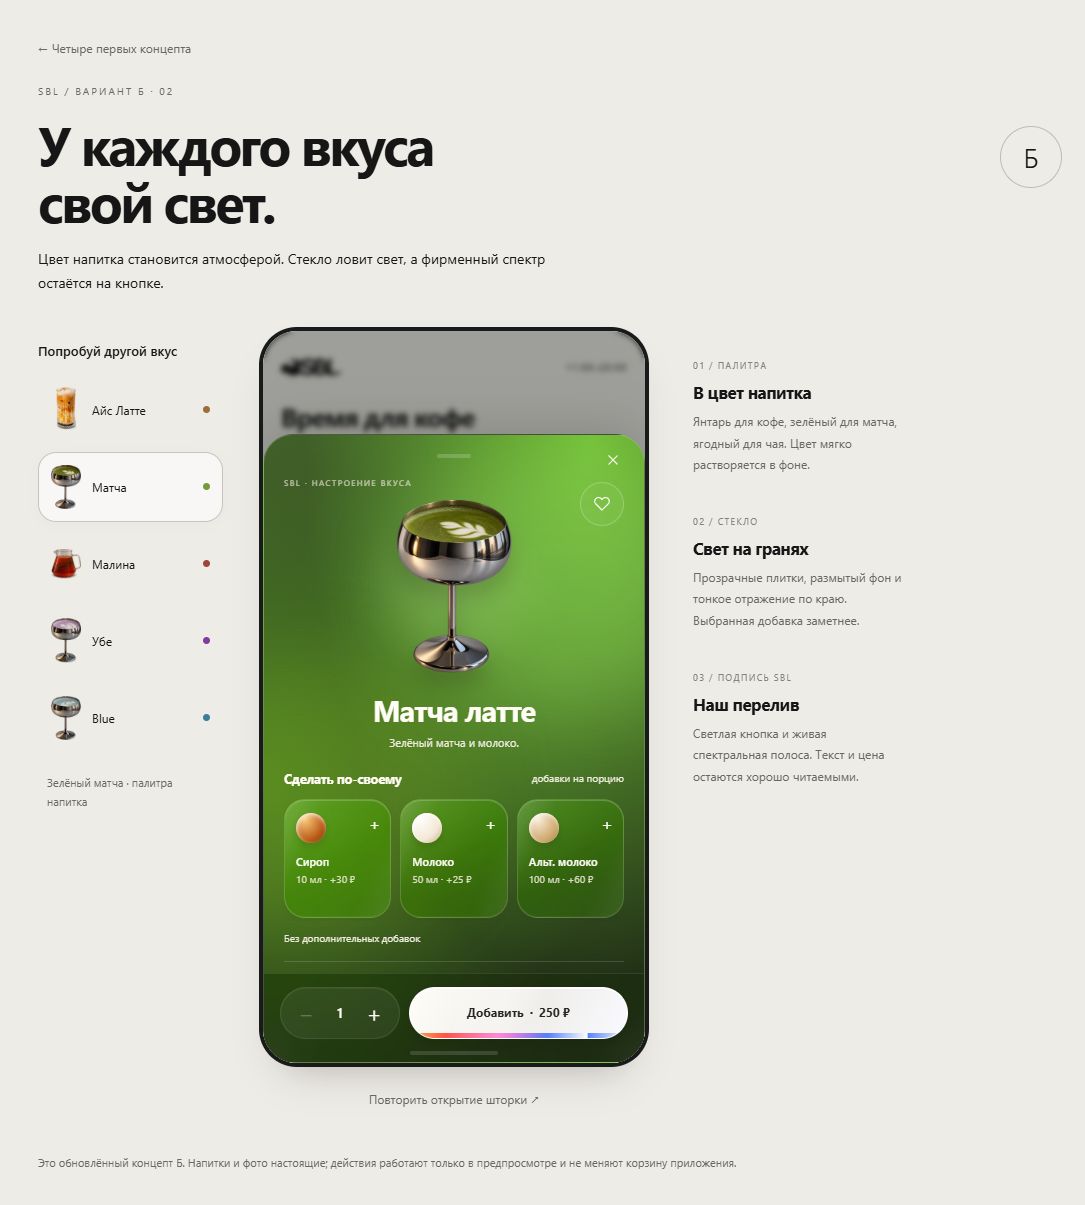 ← Четыре первых концепта
SBL / ВАРИАНТ Б · 02
У каждого вкуса
свой свет.
Б
Цвет напитка становится атмосферой. Стекло ловит свет, а фирменный спектр
остаётся на кнопке.
Попробуй другой вкус
Айс Латте
Матча
Малина
Убе
Blue
Зелёный матча · палитра
напитка
SBL
Время для кофе
SBL · НАСТРОЕНИЕ ВКУСА
Матча латте
Зелёный матча и молоко.
Сделать по-своему
добавки на порцию
Сироп
10 мл · +30 ₽
Молоко
50 мл · +25 ₽
Альт. молоко
100 мл · +60 ₽
Без дополнительных добавок
− 1 +
Добавить · 250 ₽
Повторить открытие шторки ↗
01 / ПАЛИТРА
В цвет напитка
Янтарь для кофе, зелёный для матча,
ягодный для чая. Цвет мягко
растворяется в фоне.
02 / СТЕКЛО
Свет на гранях
Прозрачные плитки, размытый фон и
тонкое отражение по краю.
Выбранная добавка заметнее.
03 / ПОДПИСЬ SBL
Наш перелив
Светлая кнопка и живая
спектральная полоса. Текст и цена
остаются хорошо читаемыми.
Это обновлённый концепт Б. Напитки и фото настоящие; действия работают только в предпросмотре и не меняют корзину приложения.